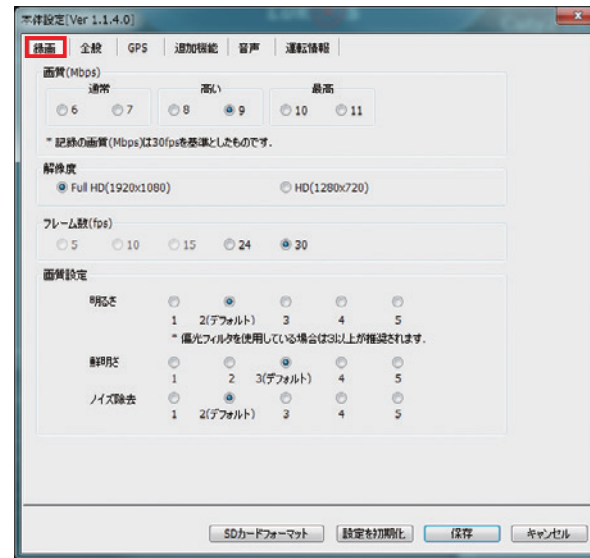 本体設定[Ver 1.1.4.0]
録画 全般 GPS 追加機能 音声 運転情報
画質(Mbps)
通常 高い 最高
6 7 8 9 10 11
* 記録の画質(Mbps)は30fpsを基準としたものです.
解像度
Full HD(1920x1080) HD(1280x720)
フレーム数(fps)
5 10 15 24 30
画質設定
明るさ
1 2(デフォルト) 3 4 5
* 偏光フィルタを使用している場合は3以上が推奨されます.
鮮明さ
1 2 3(デフォルト) 4 5
ノイズ除去
1 2(デフォルト) 3 4 5
SDカードフォーマット 設定を初期化 保存 キャンセル